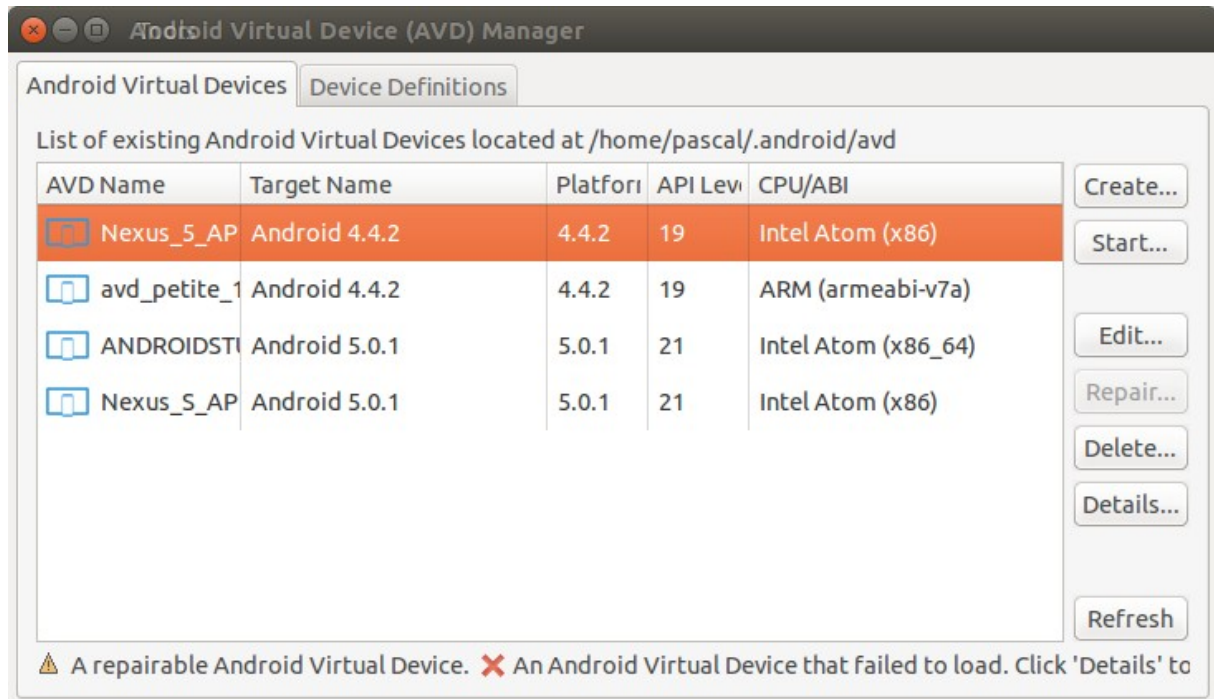 Android Virtual Device (AVD) Manager
Tools
Android Virtual Devices Device Definitions
List of existing Android Virtual Devices located at /home/pascal/.android/avd
AVD Name Target Name Platfor API Lev CPU/ABI Create...
Nexus_5_AP Android 4.4.2 4.4.2 19 Intel Atom (x86)
Start...
avd_petite_1 Android 4.4.2 4.4.2 19 ARM (armeabi-v7a)
ANDROIDSTU Android 5.0.1 5.0.1 21 Intel Atom (x86_64) Edit...
Nexus_S_AP Android 5.0.1 5.0.1 21 Intel Atom (x86) Repair...
Delete...
Details...
Refresh
A repairable Android Virtual Device. An Android Virtual Device that failed to load. Click 'Details' to